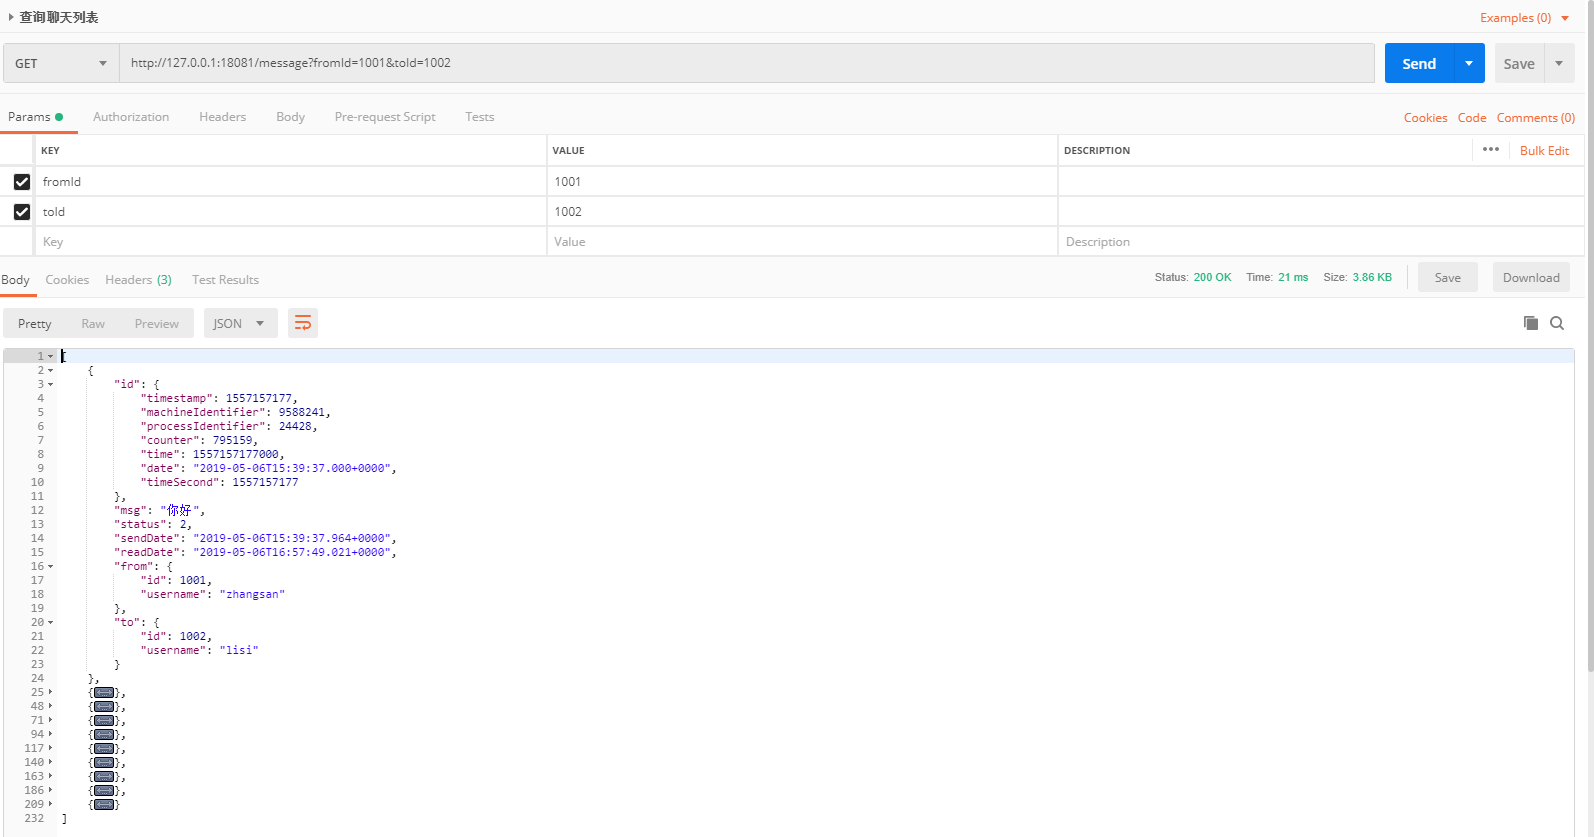 查询聊天列表
Examples (0)
GET
http://127.0.0.1:18081/message?fromId=1001&toId=1002
Send
Save
Params
Authorization
Headers
Body
Pre-request Script
Tests
Cookies
Code
Comments (0)
KEY
VALUE
DESCRIPTION
•••
Bulk Edit
fromId
1001
toId
1002
Key
Value
Description
Body
Cookies
Headers (3)
Test Results
Status: 200 OK
Time: 21 ms
Size: 3.86 KB
Save
Download
Pretty
Raw
Preview
JSON
1 [
2 {
3 "id": {
4 "timestamp": 1557157177,
5 "machineIdentifier": 9588241,
6 "processIdentifier": 24428,
7 "counter": 795159,
8 "time": 1557157177000,
9 "date": "2019-05-06T15:39:37.000+0000",
10 "timeSecond": 1557157177
11 },
12 "msg": "你好",
13 "status": 2,
14 "sendDate": "2019-05-06T15:39:37.964+0000",
15 "readDate": "2019-05-06T16:57:49.021+0000",
16 "from": {
17 "id": 1001,
18 "username": "zhangsan"
19 },
20 "to": {
21 "id": 1002,
22 "username": "lisi"
23 }
24 },
25 {},
48 {},
71 {},
94 {},
117 {},
140 {},
163 {},
186 {},
209 {}
232 ]